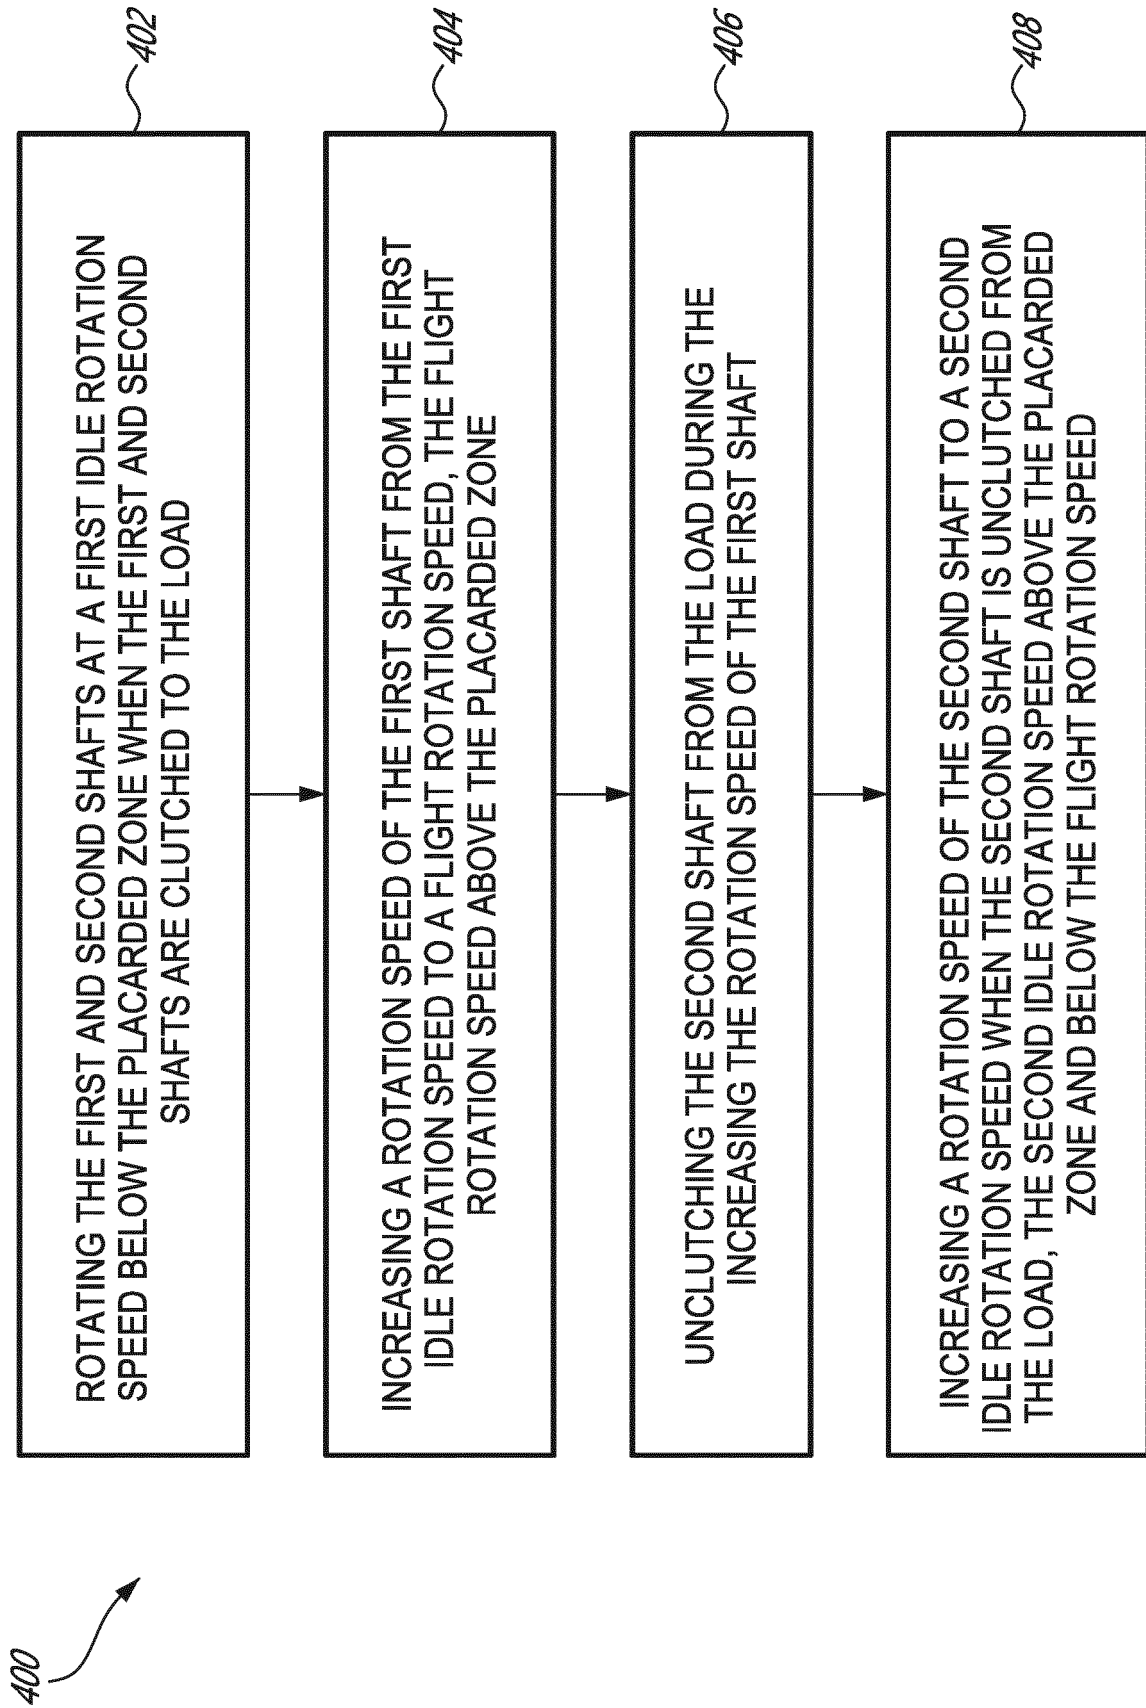 400
402
ROTATING THE FIRST AND SECOND SHAFTS AT A FIRST IDLE ROTATION
SPEED BELOW THE PLACARDED ZONE WHEN THE FIRST AND SECOND
SHAFTS ARE CLUTCHED TO THE LOAD
404
INCREASING A ROTATION SPEED OF THE FIRST SHAFT FROM THE FIRST
IDLE ROTATION SPEED TO A FLIGHT ROTATION SPEED, THE FLIGHT
ROTATION SPEED ABOVE THE PLACARDED ZONE
406
UNCLUTCHING THE SECOND SHAFT FROM THE LOAD DURING THE
INCREASING THE ROTATION SPEED OF THE FIRST SHAFT
408
INCREASING A ROTATION SPEED OF THE SECOND SHAFT TO A SECOND
IDLE ROTATION SPEED WHEN THE SECOND SHAFT IS UNCLUTCHED FROM
THE LOAD, THE SECOND IDLE ROTATION SPEED ABOVE THE PLACARDED
ZONE AND BELOW THE FLIGHT ROTATION SPEED